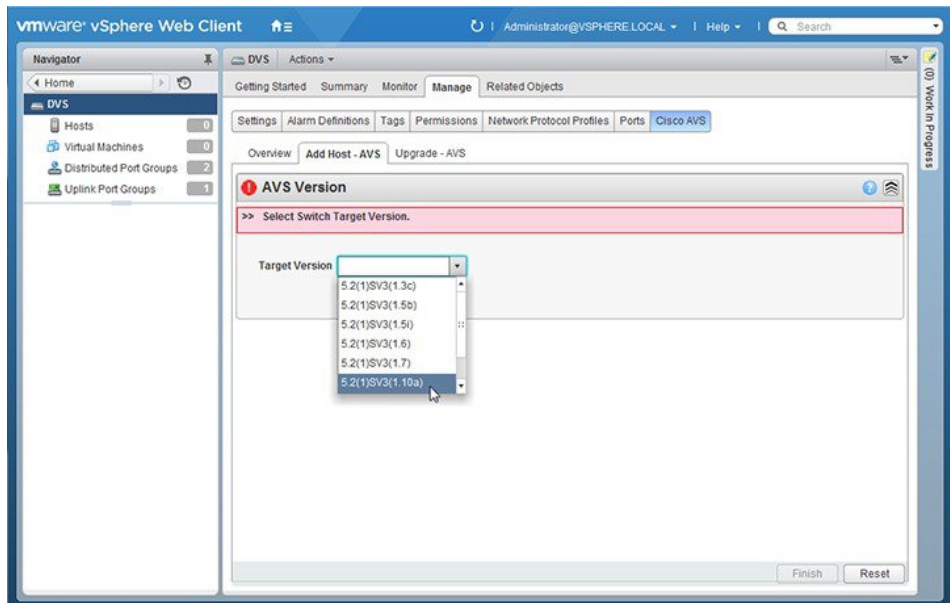 vmware® vSphere Web Client
Administrator@VSPHERE.LOCAL
Help
Search
Navigator
Home
DVS
Hosts 0
Virtual Machines 0
Distributed Port Groups 2
Uplink Port Groups 1
DVS Actions
Getting Started Summary Monitor Manage Related Objects
Settings Alarm Definitions Tags Permissions Network Protocol Profiles Ports Cisco AVS
Overview Add Host - AVS Upgrade - AVS
AVS Version
>> Select Switch Target Version.
Target Version
5.2(1)SV3(1.3c)
5.2(1)SV3(1.5b)
5.2(1)SV3(1.5i)
5.2(1)SV3(1.6)
5.2(1)SV3(1.7)
5.2(1)SV3(1.10a)
Finish Reset
(0) Work In Progress